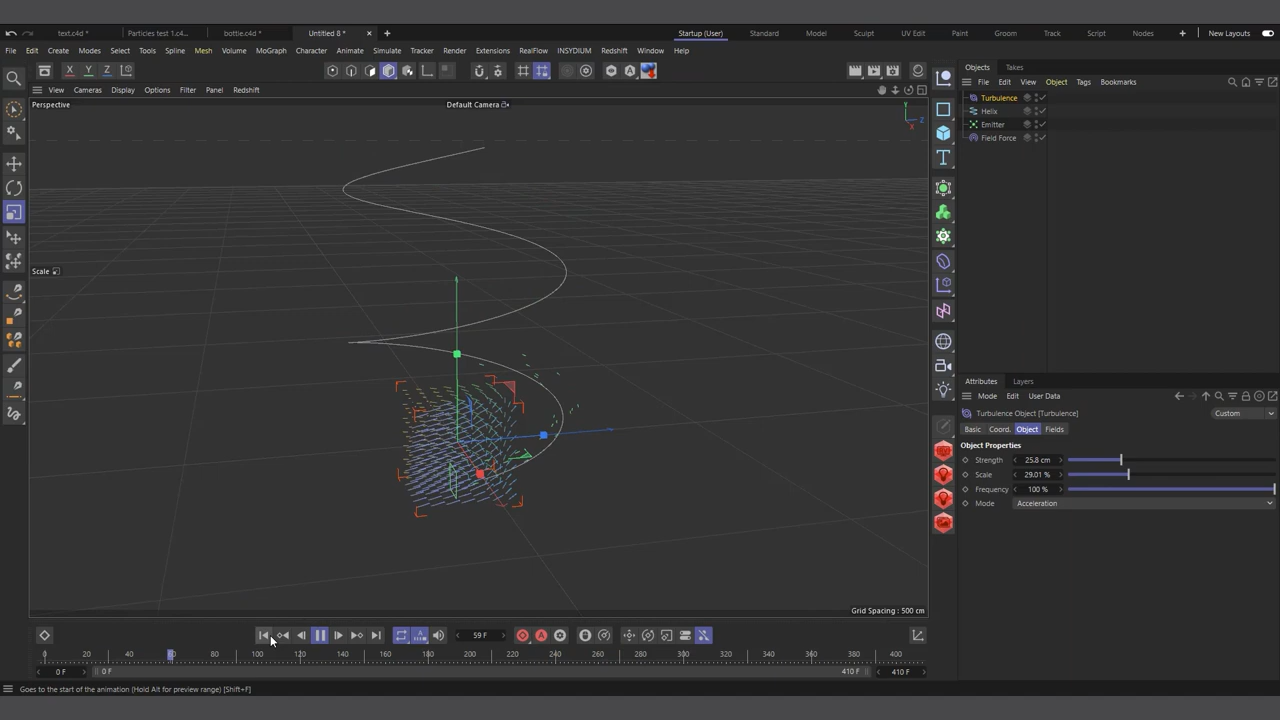 text.c4d * Particles test 1.c4... bottle.c4d * Untitled 8 * Startup (User) Standard Model Sculpt UV Edit Paint Groom Track Script Nodes New Layouts
File Edit Create Modes Select Tools Spline Mesh Volume MoGraph Character Animate Simulate Tracker Render Extensions RealFlow INSYDIUM Redshift Window Help
X Y Z
Objects Takes
File Edit View Object Tags Bookmarks
View Cameras Display Options Filter Panel Redshift
Perspective
Default Camera
Y
Z
X
Turbulence
Helix
Emitter
Field Force
Scale
Attributes Layers
Mode Edit User Data
Turbulence Object [Turbulence]
Custom
Basic Coord. Object Fields
Object Properties
Strength 25.8 cm
Scale 29.01 %
Frequency 100 %
Mode Acceleration
Grid Spacing : 500 cm
59 F
0 20 40 60 80 100 120 140 160 180 200 220 240 260 280 300 320 340 360 380 400
0 F 0 F 410 F 410 F
Goes to the start of the animation (Hold Alt for preview range) [Shift+F]